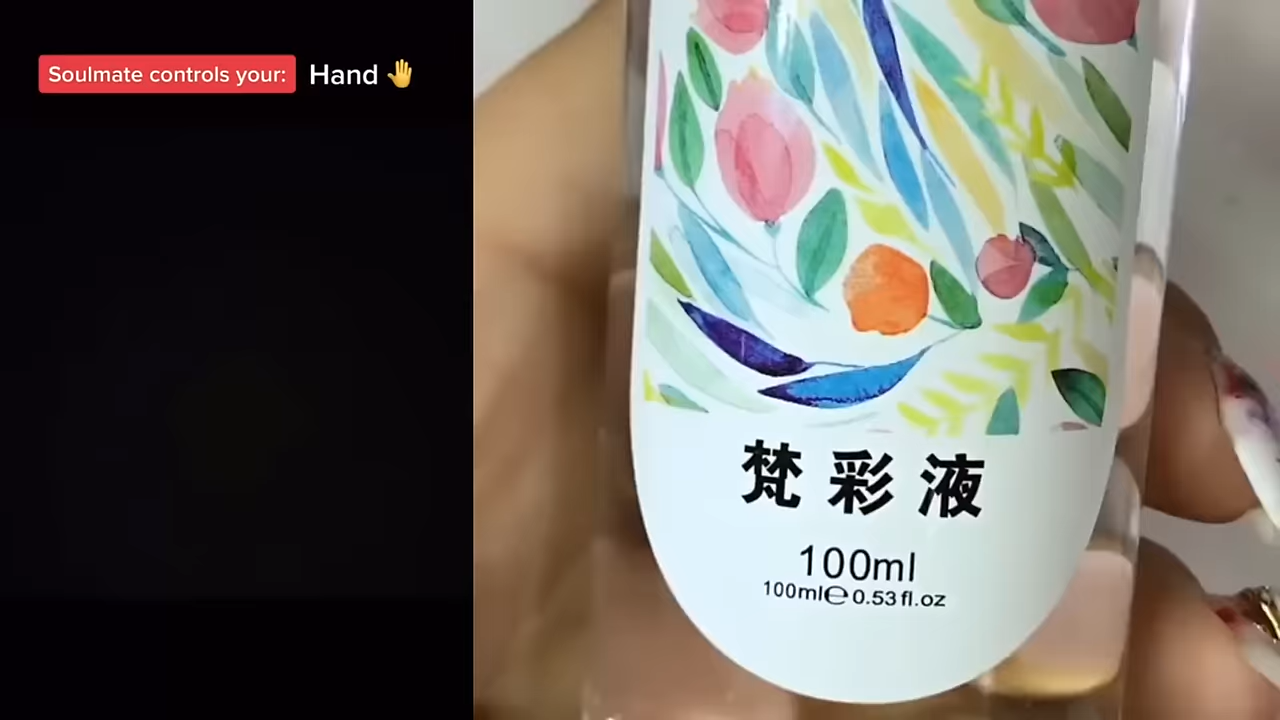 Soulmate controls your: Hand 🤚
梵彩液
100ml
100ml℮0.53 fl.oz